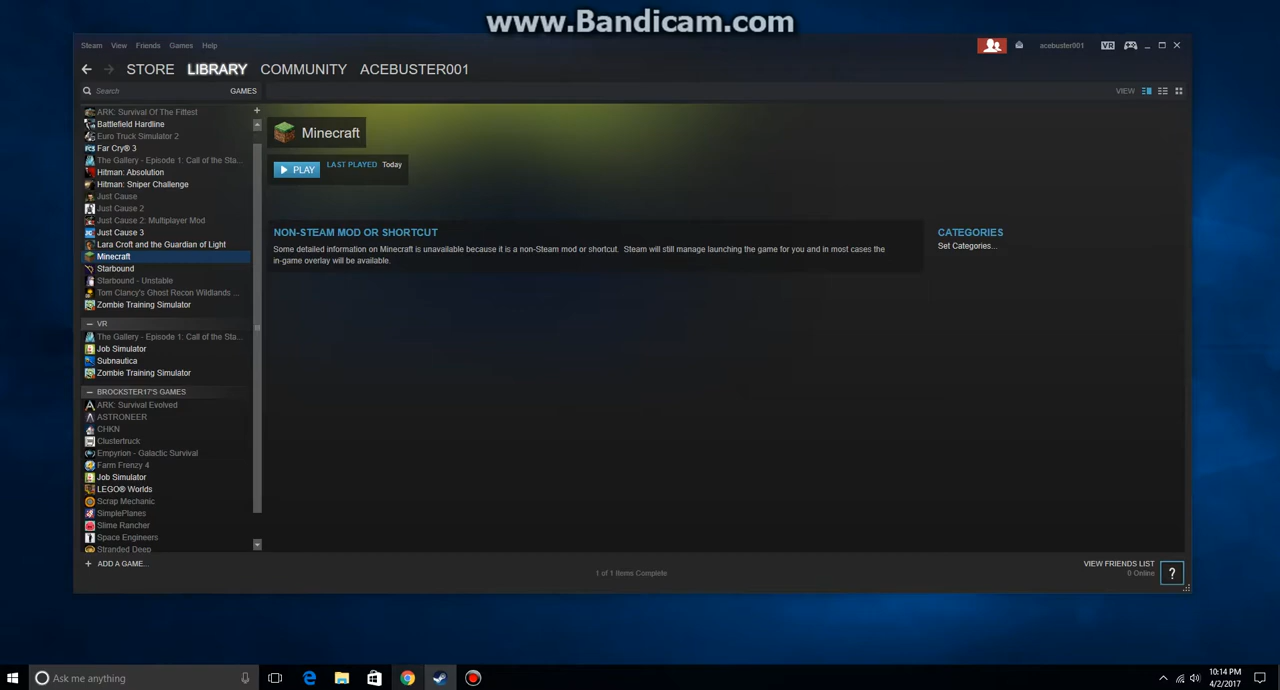 www.Bandicam.com
Steam View Friends Games Help
acebuster001 VR
STORE LIBRARY COMMUNITY ACEBUSTER001
Search GAMES
VIEW
ARK: Survival Of The Fittest
Battlefield Hardline
Euro Truck Simulator 2
Far Cry® 3
The Gallery - Episode 1: Call of the Sta...
Hitman: Absolution
Hitman: Sniper Challenge
Just Cause
Just Cause 2
Just Cause 2: Multiplayer Mod
Just Cause 3
Lara Croft and the Guardian of Light
Minecraft
Starbound
Starbound - Unstable
Tom Clancy's Ghost Recon Wildlands ...
Zombie Training Simulator
VR
The Gallery - Episode 1: Call of the Sta...
Job Simulator
Subnautica
Zombie Training Simulator
BROCKSTER17'S GAMES
ARK: Survival Evolved
ASTRONEER
CHKN
Clustertruck
Empyrion - Galactic Survival
Farm Frenzy 4
Job Simulator
LEGO® Worlds
Scrap Mechanic
SimplePlanes
Slime Rancher
Space Engineers
Stranded Deep
+ ADD A GAME...
Minecraft
PLAY
LAST PLAYED Today
NON-STEAM MOD OR SHORTCUT
Some detailed information on Minecraft is unavailable because it is a non-Steam mod or shortcut. Steam will still manage launching the game for you and in most cases the
in-game overlay will be available.
CATEGORIES
Set Categories...
1 of 1 Items Complete
VIEW FRIENDS LIST
0 Online
?
Ask me anything
10:14 PM
4/2/2017